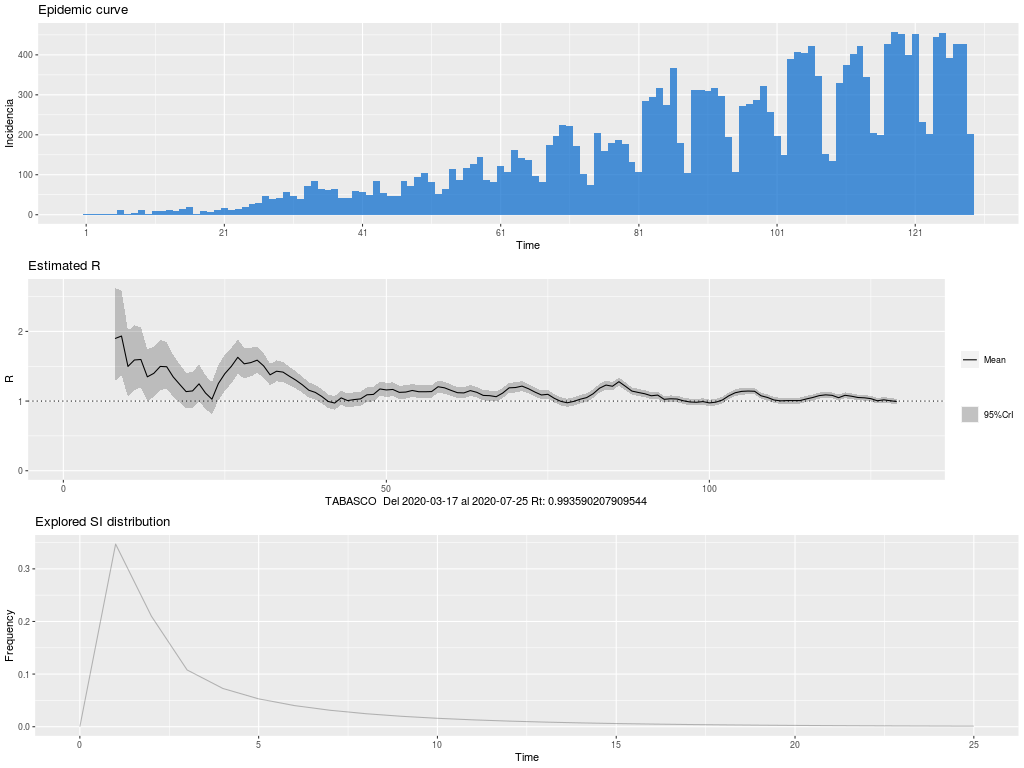 Epidemic curve
400
300
200
100
0
Incidencia
1 21 41 61 81 101 121
Time
Estimated R
2
1
0
R
Mean
95%CrI
0 50 100
TABASCO Del 2020-03-17 al 2020-07-25 Rt: 0.993590207909544
Explored SI distribution
0.3
0.2
0.1
0.0
Frequency
0 5 10 15 20 25
Time